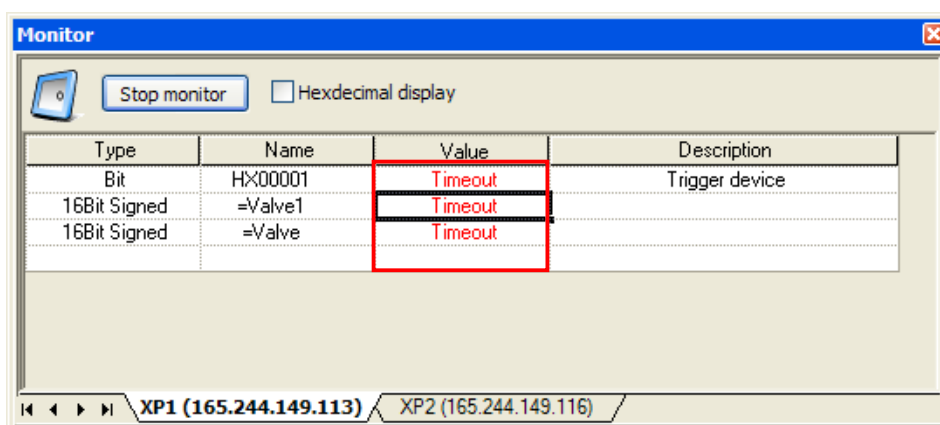 Monitor
Stop monitor Hexdecimal display
Type Name Value Description
Bit HX00001 Timeout Trigger device
16Bit Signed =Valve1 Timeout
16Bit Signed =Valve Timeout
XP1 (165.244.149.113) XP2 (165.244.149.116)